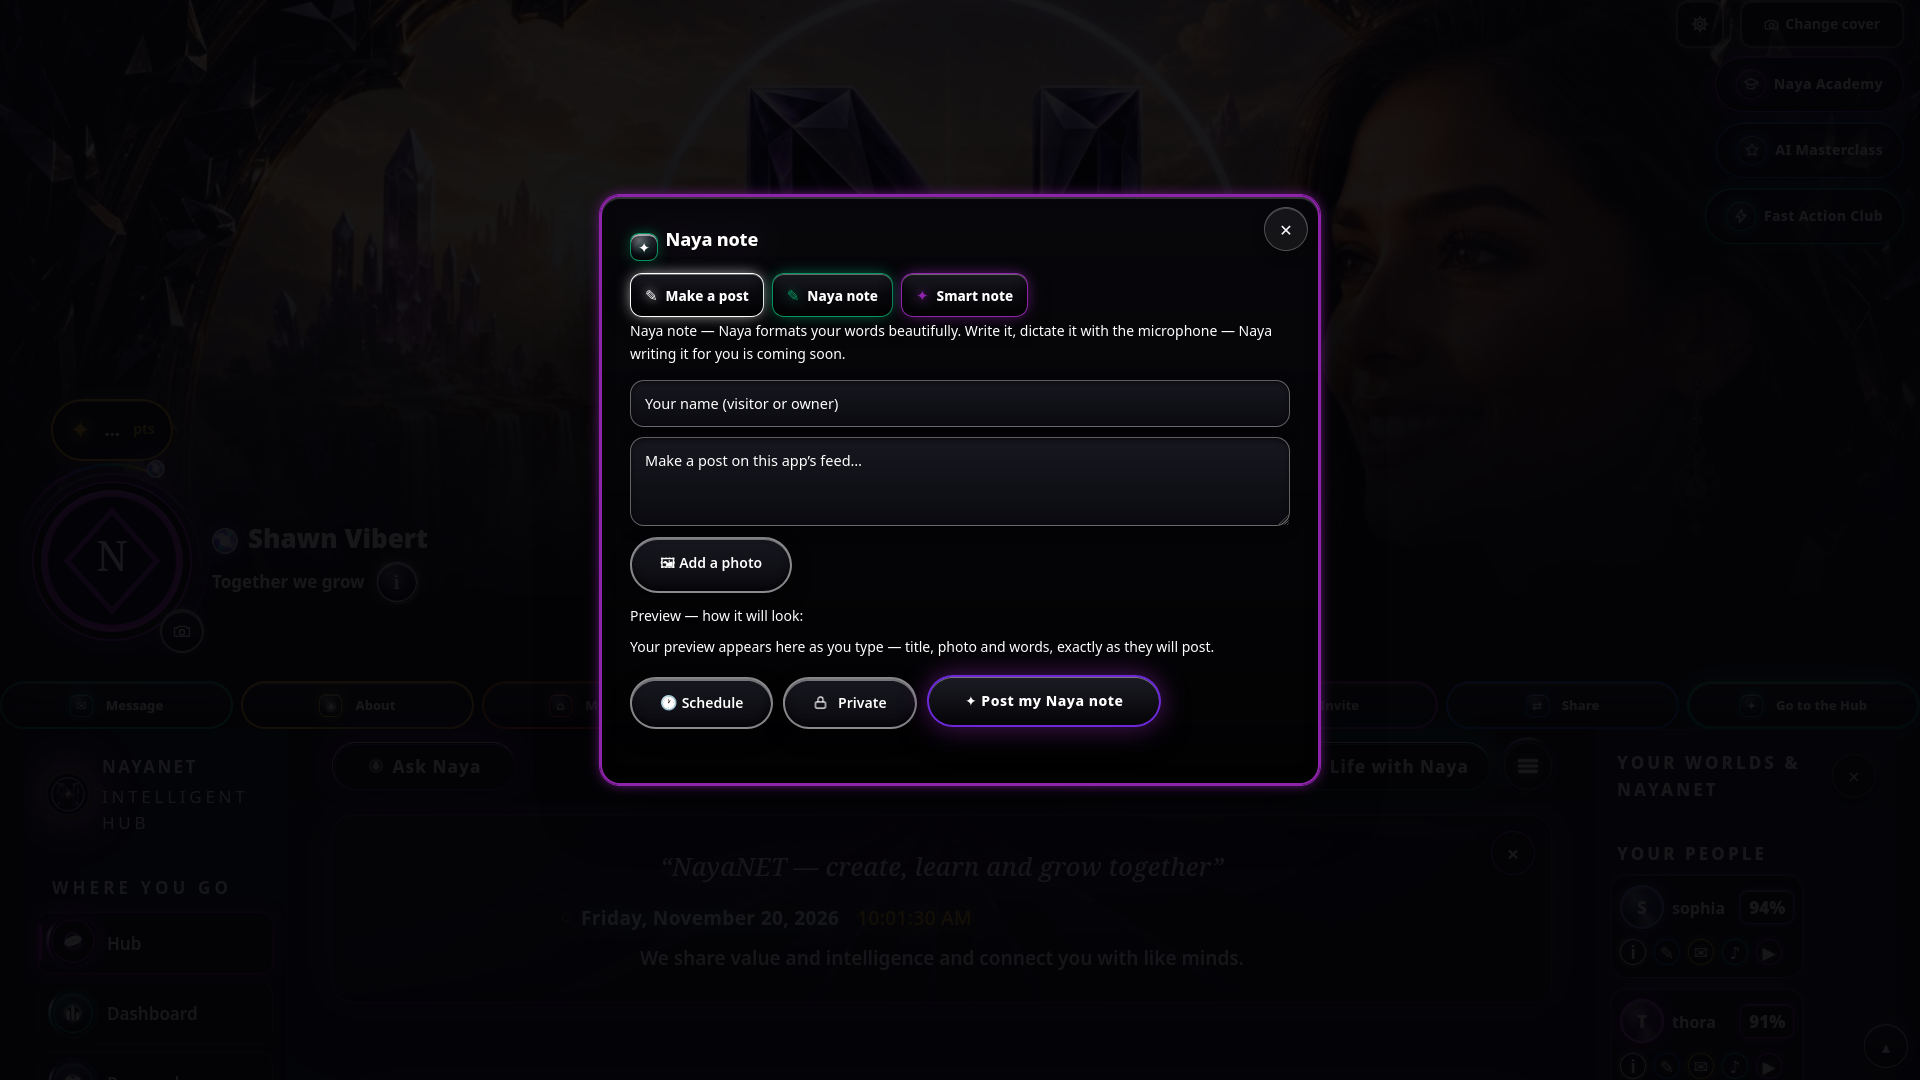 Change cover
Naya Academy
AI Masterclass
Fast Action Club
Naya note
Make a post
Naya note
Smart note
Naya note — Naya formats your words beautifully. Write it, dictate it with the microphone — Naya
writing it for you is coming soon.
Your name (visitor or owner)
Make a post on this app’s feed…
Add a photo
Preview — how it will look:
Your preview appears here as you type — title, photo and words, exactly as they will post.
Schedule
Private
Post my Naya note
... pts
N
Shawn Vibert
Together we grow
Message
About
Share
Go to the Hub
NAYANET
INTELLIGENT
HUB
Ask Naya
Life with Naya
YOUR WORLDS &
NAYANET
“NayaNET — create, learn and grow together”
Friday, November 20, 2026 10:01:30 AM
We share value and intelligence and connect you with like minds.
WHERE YOU GO
Hub
Dashboard
YOUR PEOPLE
S sophia 94%
T thora 91%